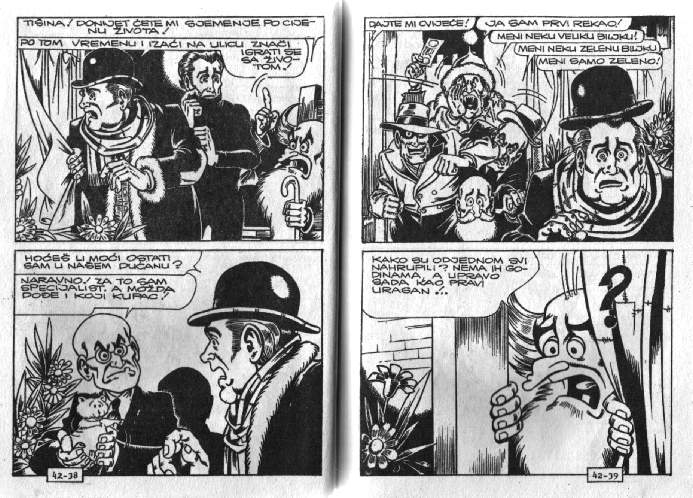 TIŠINA! DONIJET ĆETE MI SJEMENJE PO CIJE-
NU ŽIVOTA!
PO TOM VREMENU I IZAĆI NA ULICU ZNAČI
IGRATI SE
SA ŽIVO-
TOM!
HOĆEŠ LI MOĆI OSTATI
SAM U NAŠEM DUĆANU?
NARAVNO! ZA TO SAM
SPECIJALIST. A MOŽDA
DOĐE I KOJI KUPAC!
42-38
DAJTE MI CVIJEĆE!
JA SAM PRVI REKAO!
MENI NEKU VELIKU BILJKU!
MENI NEKU ZELENU BILJKU!
MENI SAMO ZELENO!
KAKO SU ODJEDNOM SVI
NAHRUPILI? NEMA IH GO-
DINAMA, A UPRAVO
SADA KAO PRAVI
URAGAN...
?
42-39